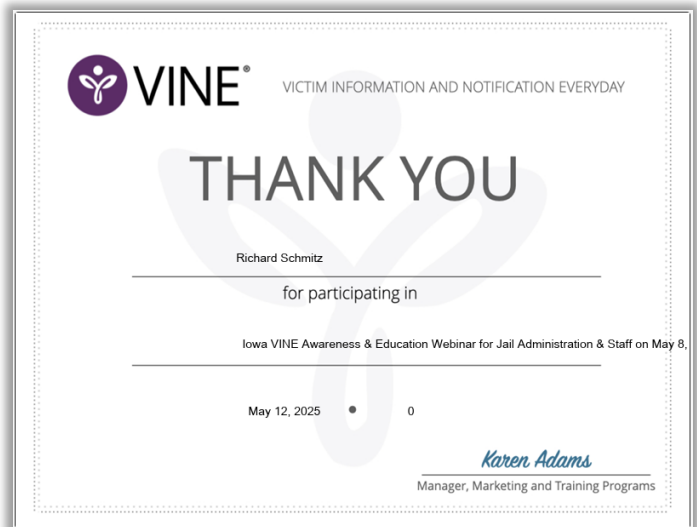 VINE®
VICTIM INFORMATION AND NOTIFICATION EVERYDAY
THANK YOU
Richard Schmitz
for participating in
Iowa VINE Awareness & Education Webinar for Jail Administration & Staff on May 8,
May 12, 2025 • 0
Karen Adams
Manager, Marketing and Training Programs